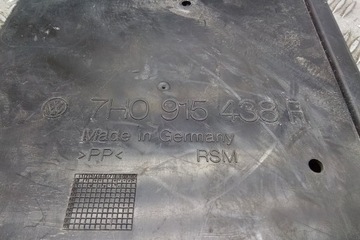 7H0 915 438 F
Made in Germany
>PP< RSM